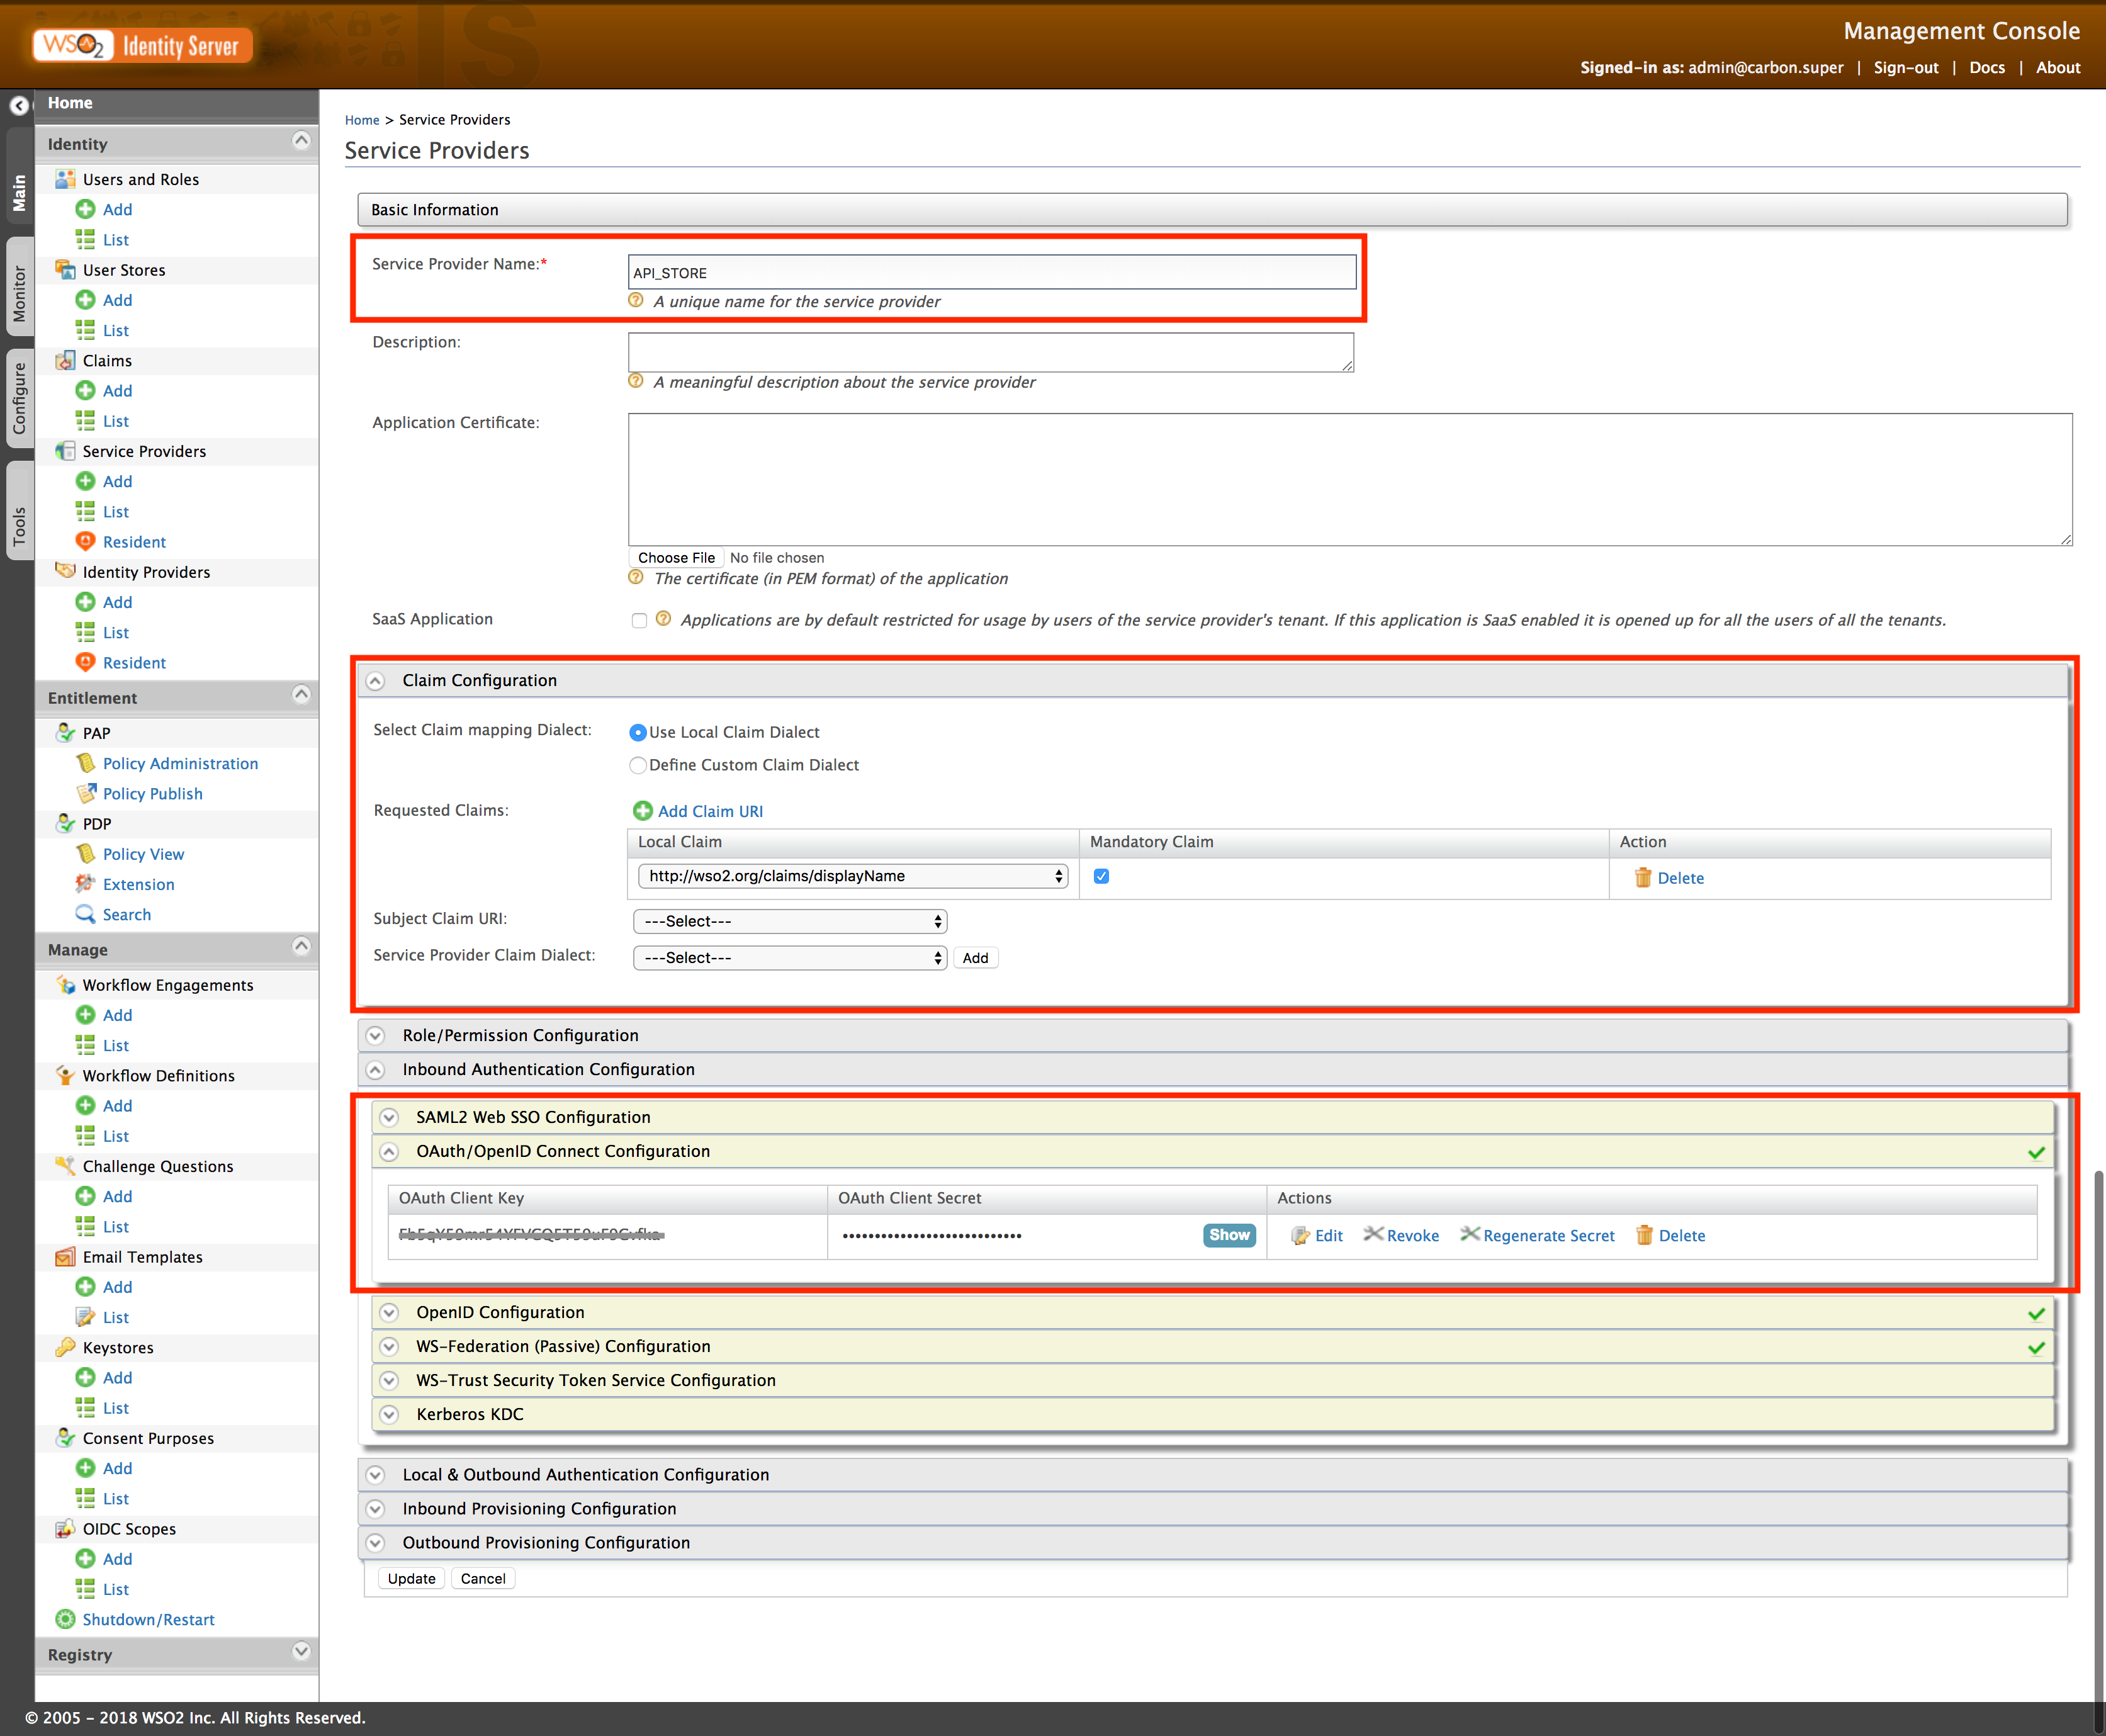 WSO2 Identity Server
Management Console
Signed-in as: admin@carbon.super | Sign-out | Docs | About
Main
Monitor
Configure
Tools
Home
Identity
Users and Roles
Add
List
User Stores
Add
List
Claims
Add
List
Service Providers
Add
List
Resident
Identity Providers
Add
List
Resident
Entitlement
PAP
Policy Administration
Policy Publish
PDP
Policy View
Extension
Search
Manage
Workflow Engagements
Add
List
Workflow Definitions
Add
List
Challenge Questions
Add
List
Email Templates
Add
List
Keystores
Add
List
Consent Purposes
Add
List
OIDC Scopes
Add
List
Shutdown/Restart
Registry
Home > Service Providers
Service Providers
Basic Information
Service Provider Name:* API_STORE
A unique name for the service provider
Description:
A meaningful description about the service provider
Application Certificate:
Choose File No file chosen
The certificate (in PEM format) of the application
SaaS Application Applications are by default restricted for usage by users of the service provider's tenant. If this application is SaaS enabled it is opened up for all the users of all the tenants.
Claim Configuration
Select Claim mapping Dialect: Use Local Claim Dialect
Define Custom Claim Dialect
Requested Claims: Add Claim URI
Local Claim Mandatory Claim Action
http://wso2.org/claims/displayName Delete
Subject Claim URI: ---Select---
Service Provider Claim Dialect: ---Select--- Add
Role/Permission Configuration
Inbound Authentication Configuration
SAML2 Web SSO Configuration
OAuth/OpenID Connect Configuration
OAuth Client Key OAuth Client Secret Actions
•••••••••••••••••••••••••••• Show Edit Revoke Regenerate Secret Delete
OpenID Configuration
WS-Federation (Passive) Configuration
WS-Trust Security Token Service Configuration
Kerberos KDC
Local & Outbound Authentication Configuration
Inbound Provisioning Configuration
Outbound Provisioning Configuration
Update Cancel
© 2005 - 2018 WSO2 Inc. All Rights Reserved.